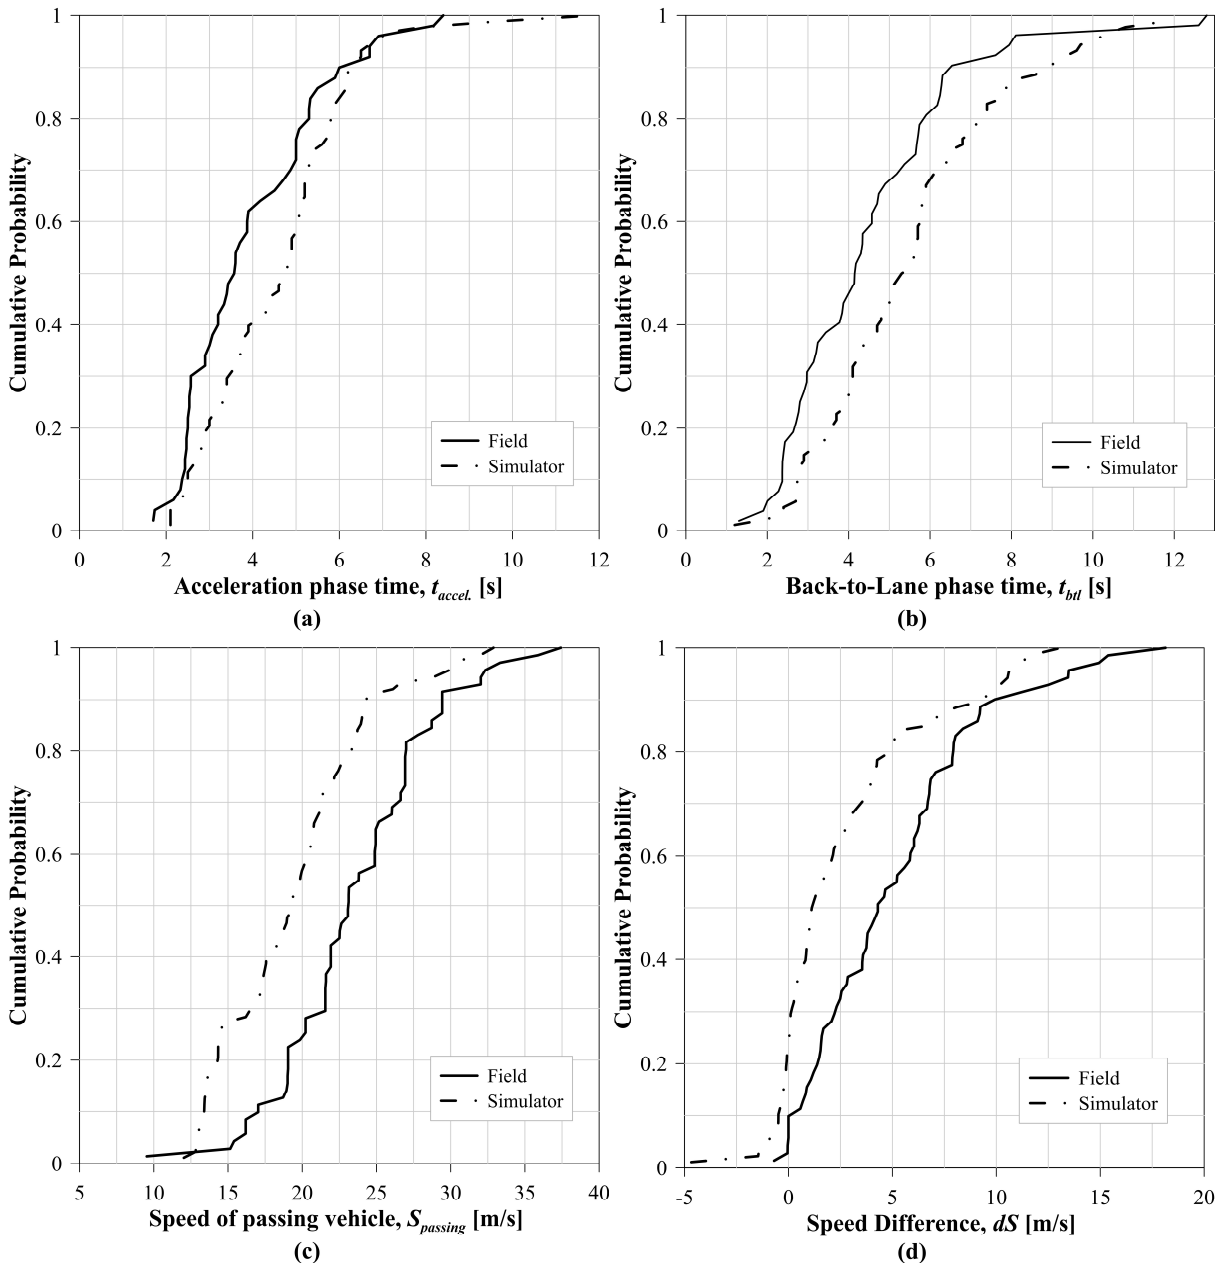 1
0.8
0.6
0.4
0.2
0
Cumulative Probability
Field
Simulator
0 2 4 6 8 10 12
Acceleration phase time, t accel. [s]
(a)
1
0.8
0.6
0.4
0.2
0
Cumulative Probability
Field
Simulator
0 2 4 6 8 10 12
Back-to-Lane phase time, t btl [s]
(b)
1
0.8
0.6
0.4
0.2
0
Cumulative Probability
Field
Simulator
5 10 15 20 25 30 35 40
Speed of passing vehicle, S passing [m/s]
(c)
1
0.8
0.6
0.4
0.2
0
Cumulative Probability
Field
Simulator
-5 0 5 10 15 20
Speed Difference, dS [m/s]
(d)